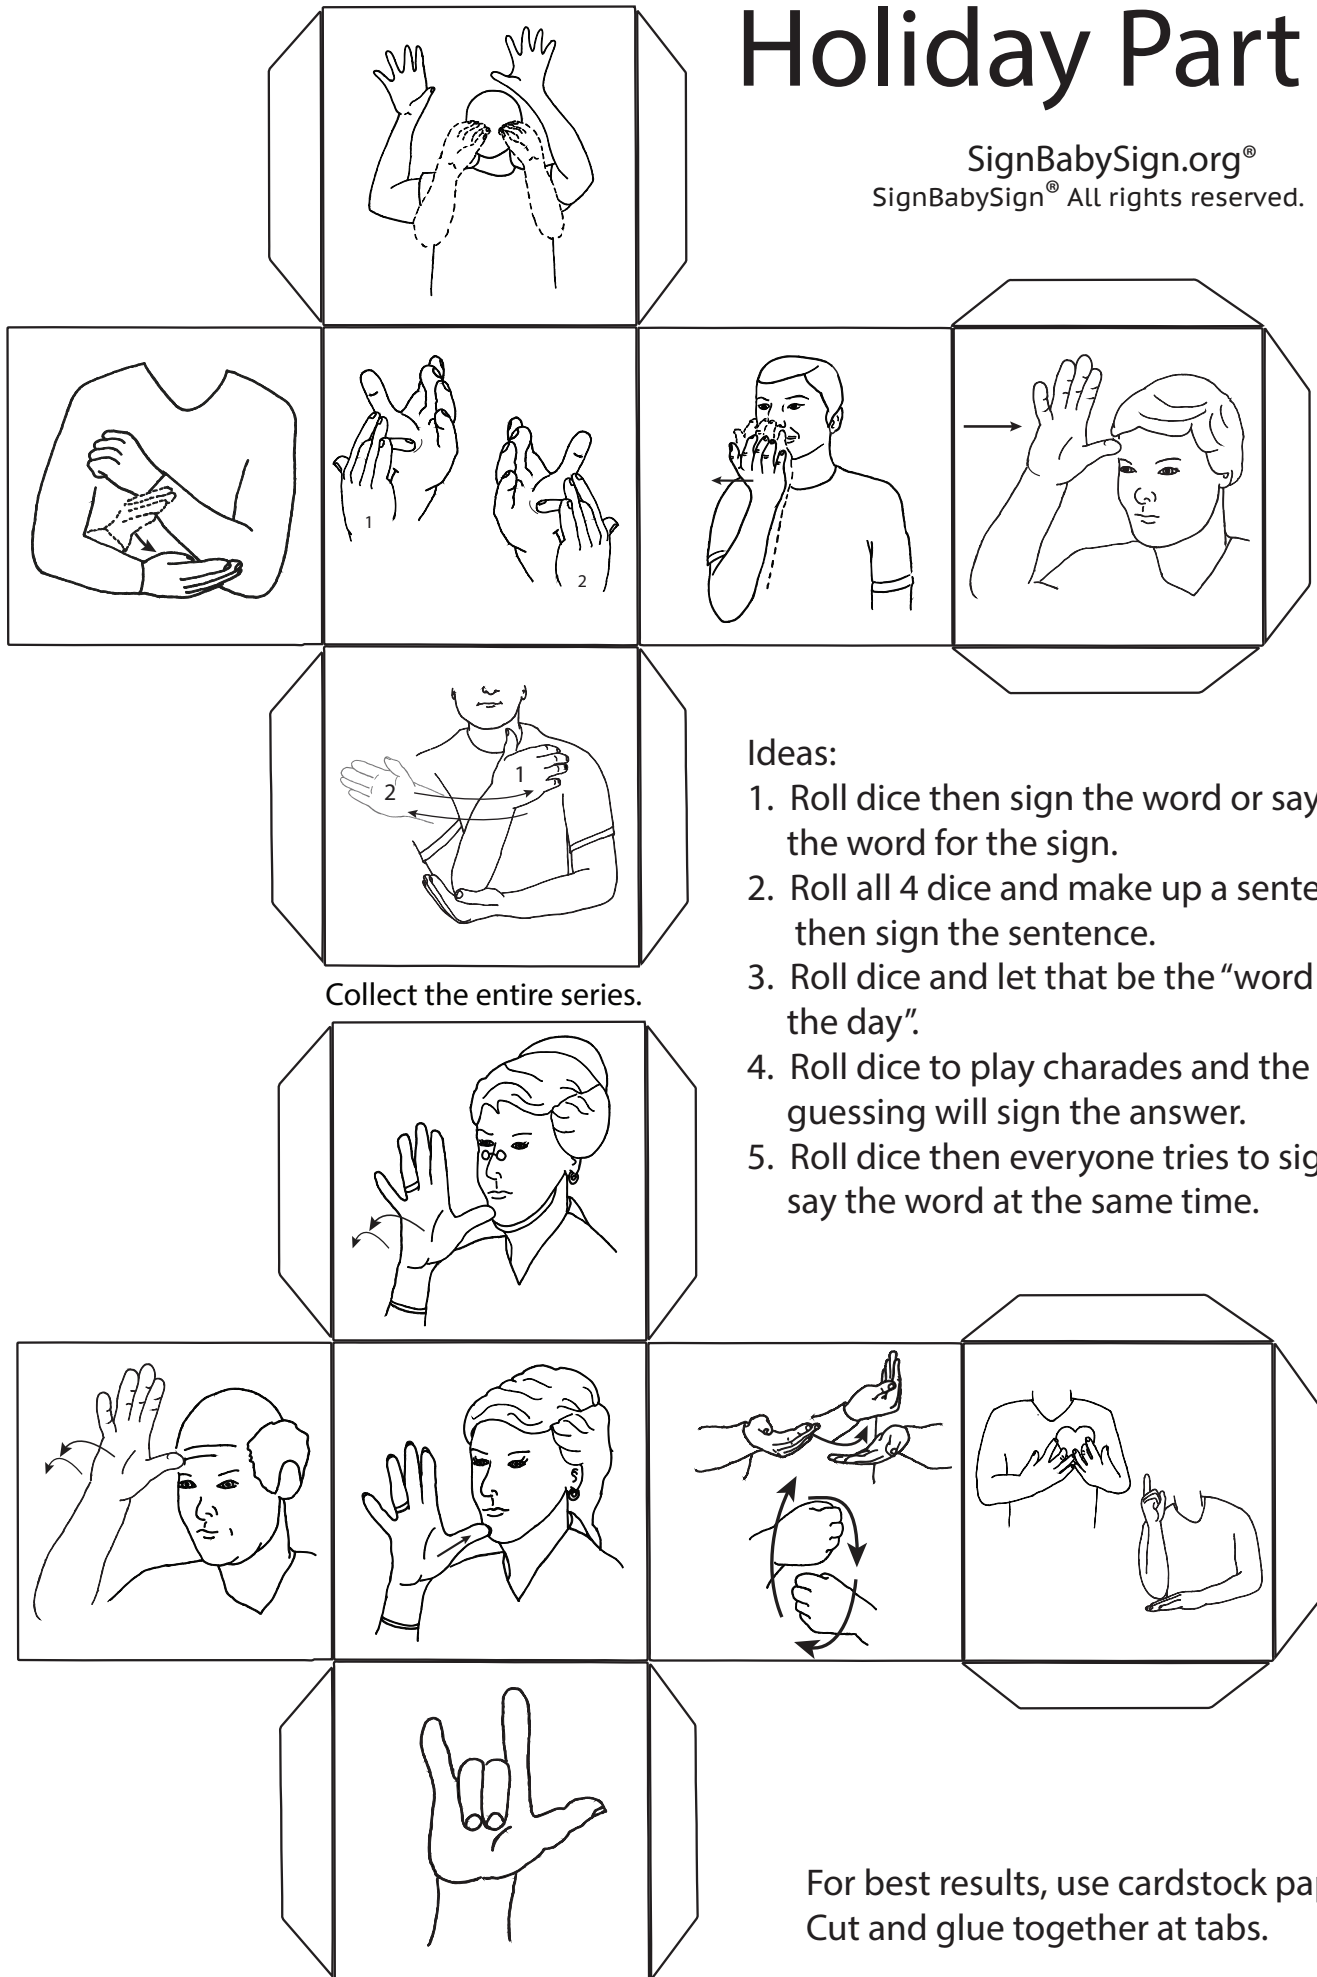 Holiday Part
SignBabySign.org®
SignBabySign® All rights reserved.
1
2
1
2
Ideas:
1. Roll dice then sign the word or say
the word for the sign.
2. Roll all 4 dice and make up a
then sign the sentence.
Collect the entire series.
3. Roll dice and let that be the “word
the day”.
4. Roll dice to play charades and the
guessing will sign the answer.
5. Roll dice then everyone tries to
say the word at the same time.
For best results, use cardstock
Cut and glue together at tabs.